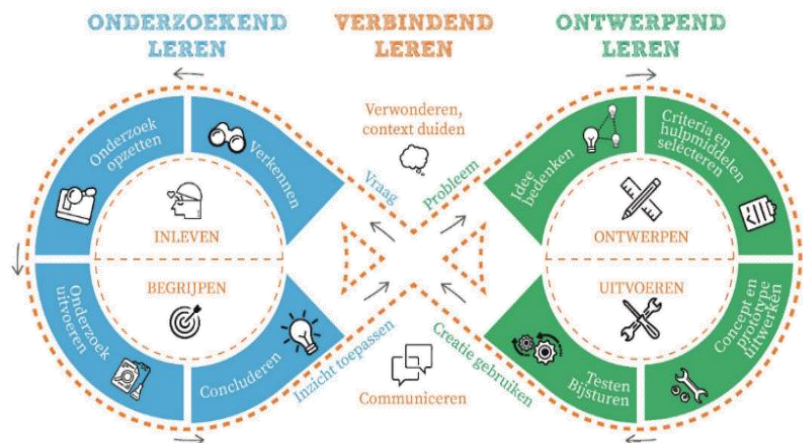 ONDERZOEKEND
LEREN
VERBINDEND
LEREN
ONTWERPEND
LEREN
Verwonderen,
context duiden
Vraag
Probleem
Verkennen
Onderzoek
opzetten
INLEVEN
BEGRIJPEN
Onderzoek
uitvoeren
Concluderen
Inzicht toepassen
Communiceren
Creatie gebruiken
Idee
bedenken
Criteria en
hulpmiddelen
selecteren
ONTWERPEN
UITVOEREN
Concept en
prototype
uitwerken
Testen
Bijsturen